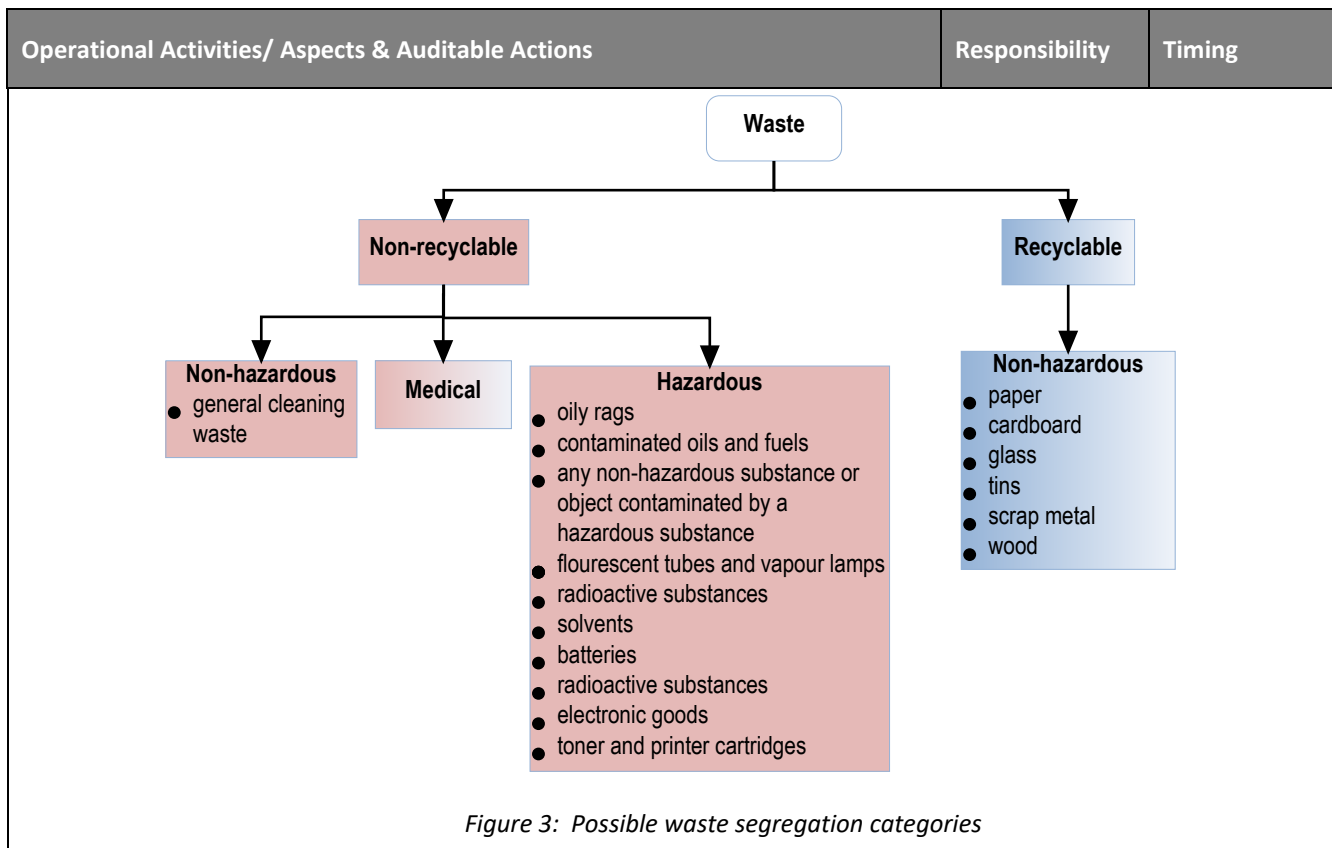 Operational Activities/ Aspects & Auditable Actions
Responsibility
Timing
Waste
Non-recyclable
Recyclable
Non-hazardous
● general cleaning
waste
Medical
Hazardous
● oily rags
● contaminated oils and fuels
● any non-hazardous substance or
object contaminated by a
hazardous substance
● flourescent tubes and vapour lamps
● radioactive substances
● solvents
● batteries
● radioactive substances
● electronic goods
● toner and printer cartridges
Non-hazardous
● paper
● cardboard
● glass
● tins
● scrap metal
● wood
Figure 3: Possible waste segregation categories